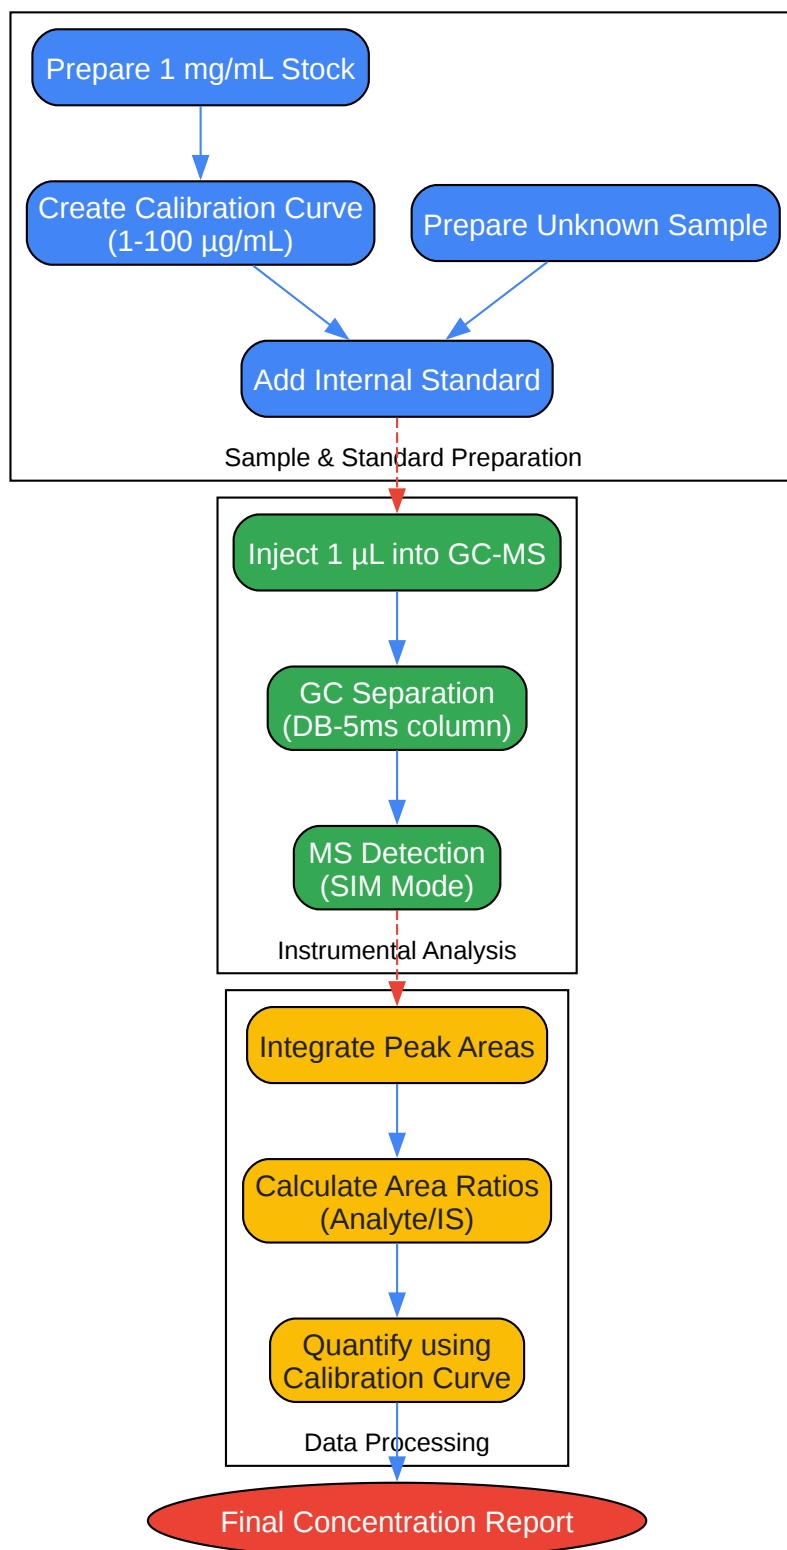 Prepare 1 mg/mL Stock
Create Calibration Curve
(1-100 µg/mL)
Prepare Unknown Sample
Add Internal Standard
Sample & Standard Preparation
Inject 1 µL into GC-MS
GC Separation
(DB-5ms column)
MS Detection
(SIM Mode)
Instrumental Analysis
Integrate Peak Areas
Calculate Area Ratios
(Analyte/IS)
Quantify using
Calibration Curve
Data Processing
Final Concentration Report